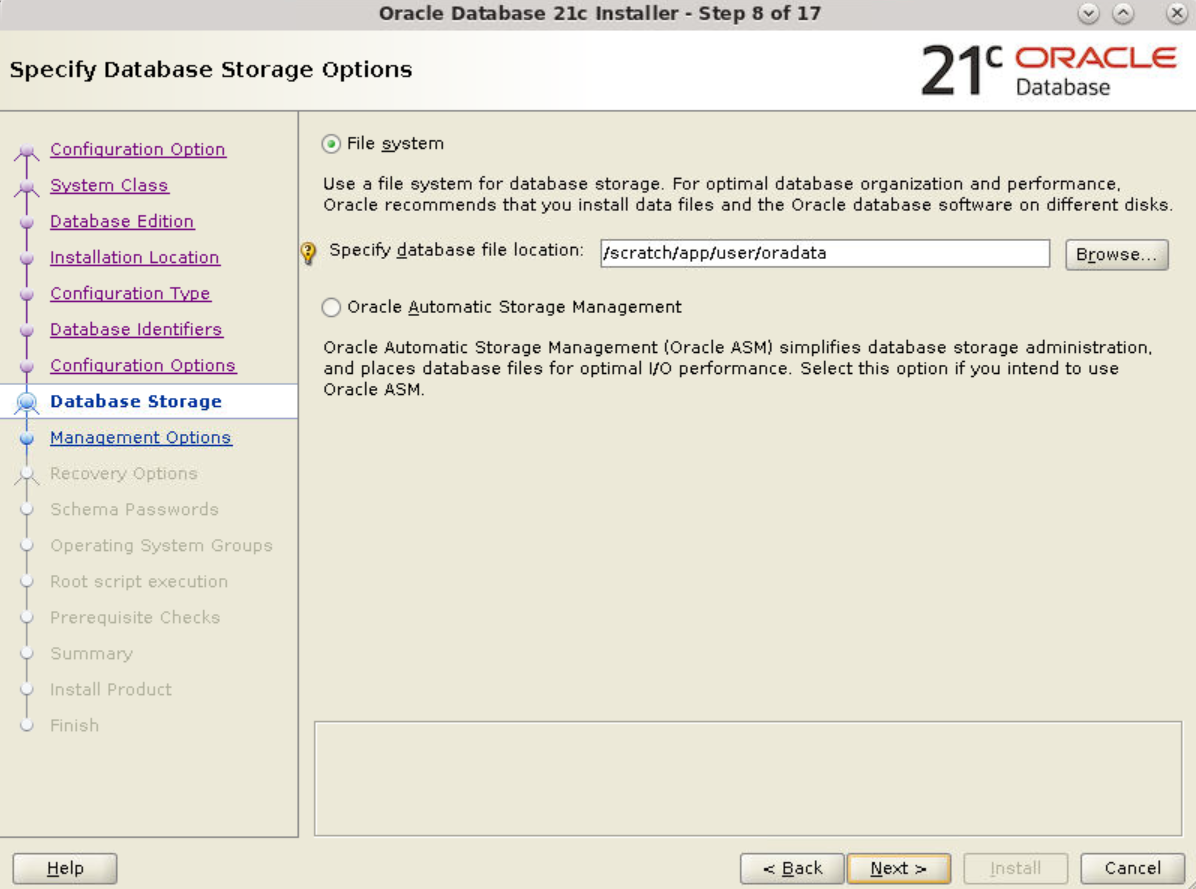 Oracle Database 21c Installer - Step 8 of 17
Specify Database Storage Options
21c ORACLE
Database
Configuration Option
System Class
Database Edition
Installation Location
Configuration Type
Database Identifiers
Configuration Options
Database Storage
Management Options
Recovery Options
Schema Passwords
Operating System Groups
Root script execution
Prerequisite Checks
Summary
Install Product
Finish
File system
Use a file system for database storage. For optimal database organization and performance,
Oracle recommends that you install data files and the Oracle database software on different disks.
Specify database file location: /scratch/app/user/oradata Browse...
Oracle Automatic Storage Management
Oracle Automatic Storage Management (Oracle ASM) simplifies database storage administration,
and places database files for optimal I/O performance. Select this option if you intend to use
Oracle ASM.
Help < Back Next > Install Cancel